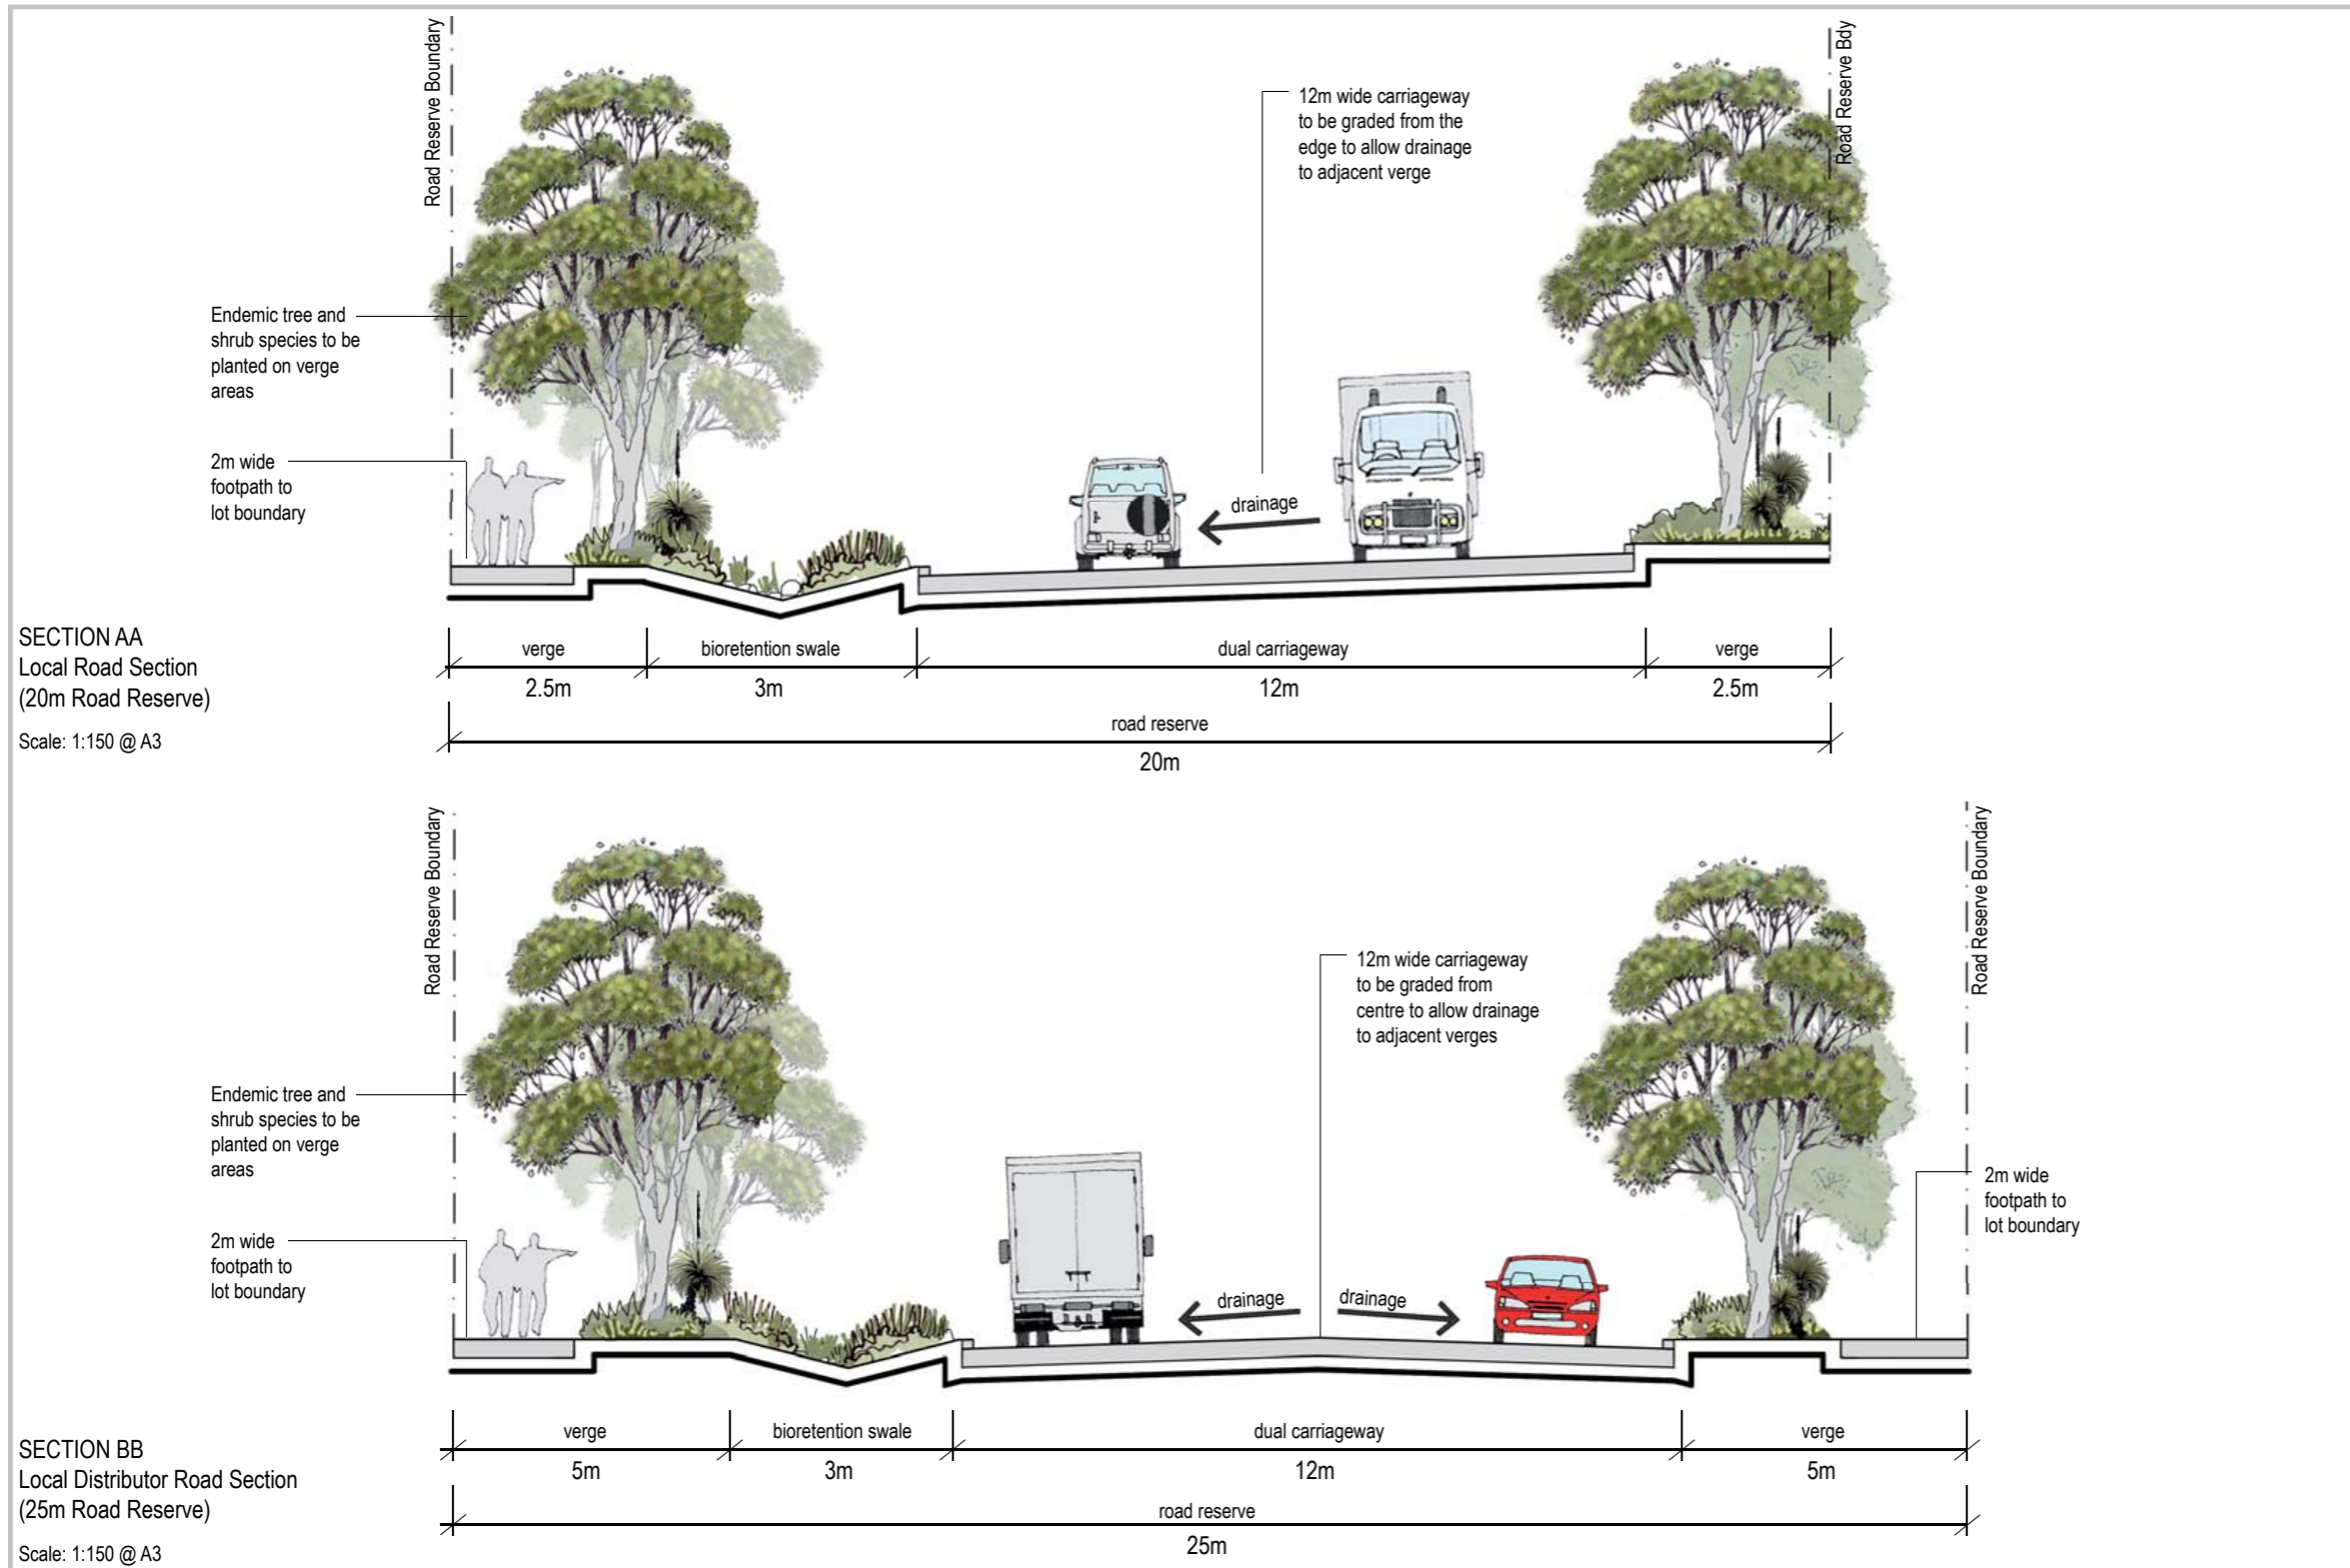 Road Reserve Boundary
Road Reserve Bdy
12m wide carriageway
to be graded from the
edge to allow drainage
to adjacent verge
Endemic tree and
shrub species to be
planted on verge
areas
2m wide
footpath to
lot boundary
drainage
SECTION AA
Local Road Section
(20m Road Reserve)
Scale: 1:150 @ A3
verge
bioretention swale
dual carriageway
verge
2.5m
3m
12m
2.5m
road reserve
20m
Road Reserve Boundary
Road Reserve Boundary
12m wide carriageway
to be graded from
centre to allow drainage
to adjacent verges
Endemic tree and
shrub species to be
planted on verge
areas
2m wide
footpath to
lot boundary
2m wide
footpath to
lot boundary
drainage
drainage
SECTION BB
Local Distributor Road Section
(25m Road Reserve)
Scale: 1:150 @ A3
verge
bioretention swale
dual carriageway
verge
5m
3m
12m
5m
road reserve
25m